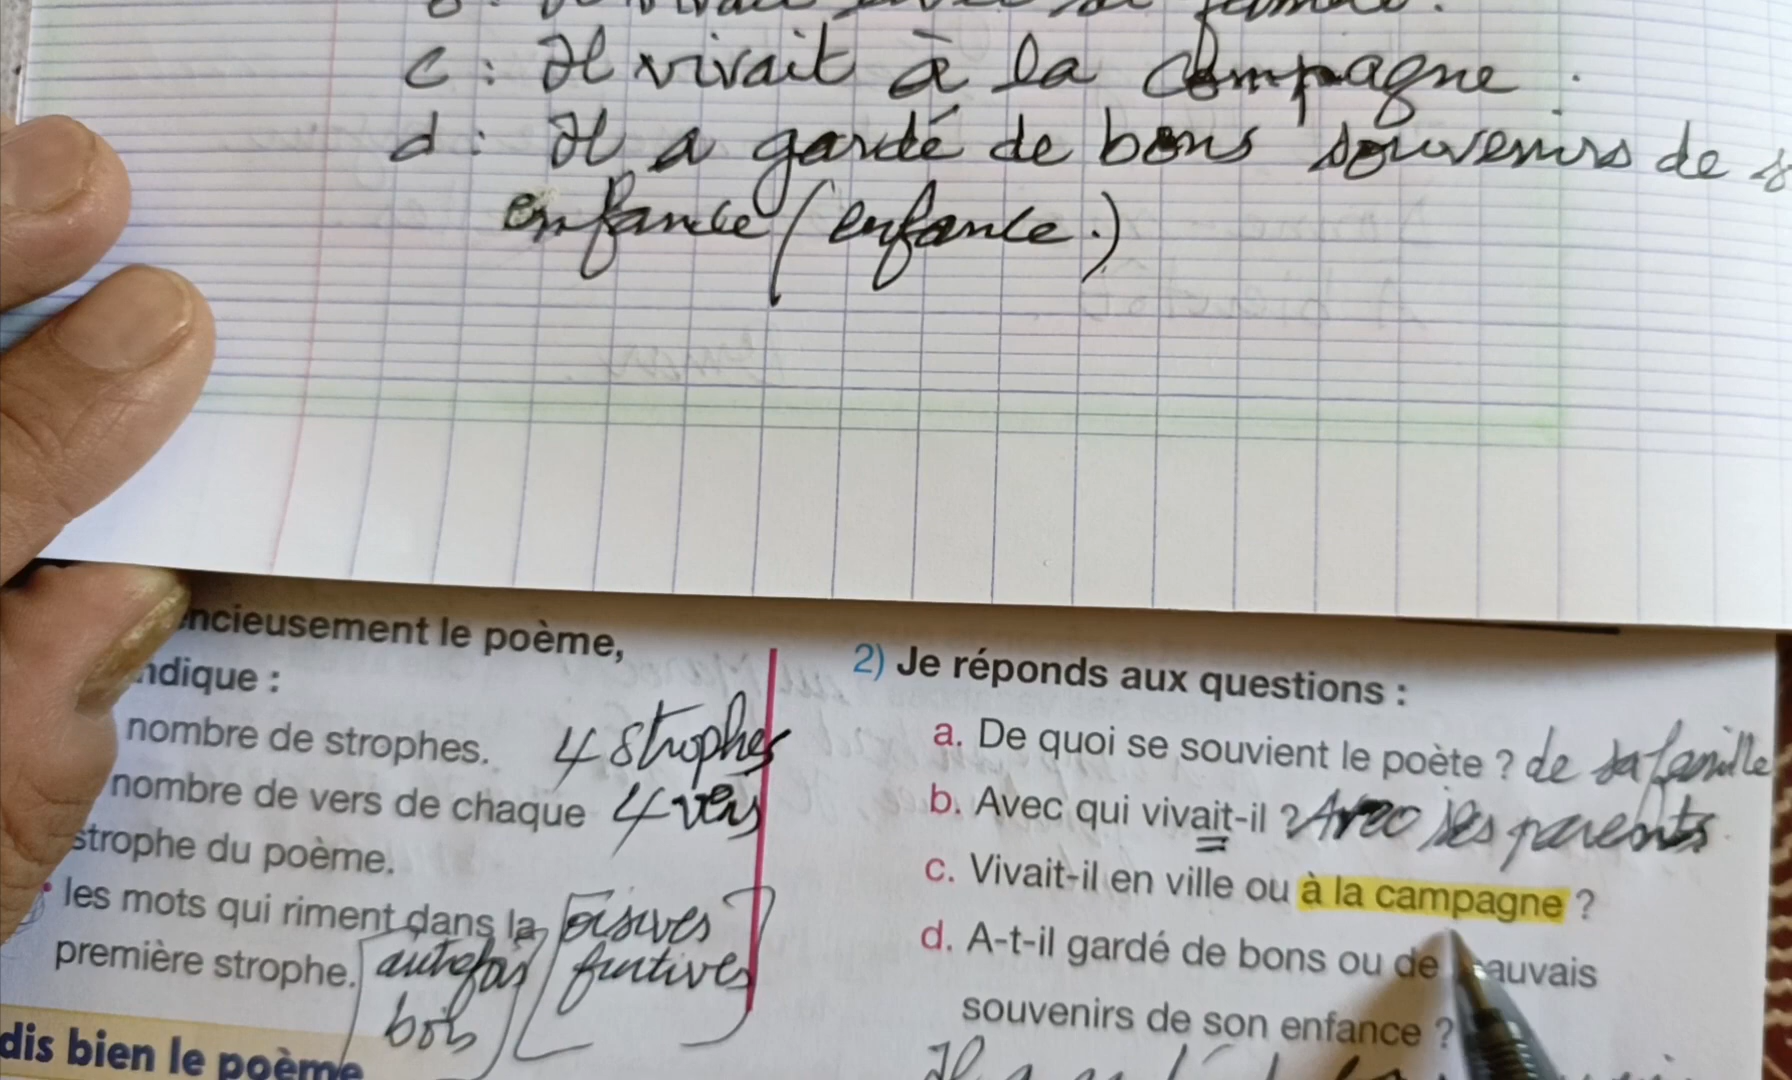 c : Il vivait à la campagne.
d : Il a gardé de bons souvenirs de
enfance (enfance.)
ncieusement le poème,
ndique :
nombre de strophes. 4 strophes
nombre de vers de chaque 4 vers
strophe du poème.
les mots qui riment dans la oisives
première strophe. autrefois furtives
bois
dis bien le poème
2) Je réponds aux questions :
a. De quoi se souvient le poète ? de sa famille
b. Avec qui vivait-il ? Avec ses parents
c. Vivait-il en ville ou à la campagne ?
d. A-t-il gardé de bons ou de auvais
souvenirs de son enfance ?
Il